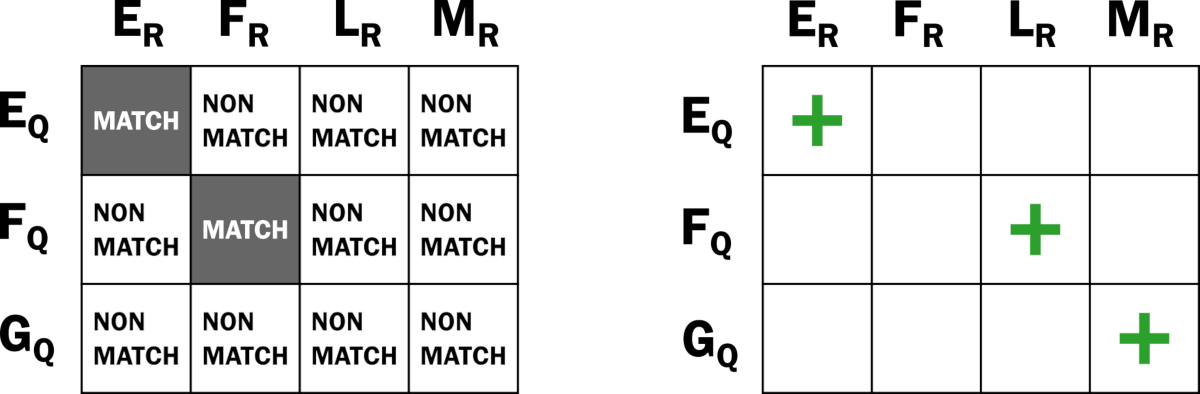 E_R F_R L_R M_R
E_Q MATCH NON MATCH NON MATCH NON MATCH
F_Q NON MATCH MATCH NON MATCH NON MATCH
G_Q NON MATCH NON MATCH NON MATCH NON MATCH
E_R F_R L_R M_R
E_Q +
F_Q +
G_Q +